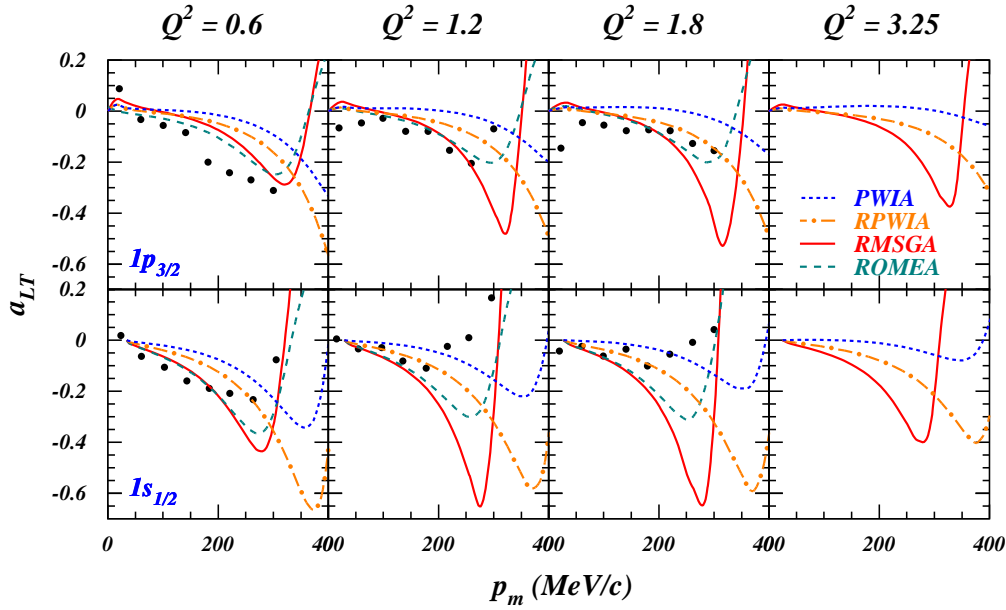 Q² = 0.6 Q² = 1.2 Q² = 1.8 Q² = 3.25
0.2
0
-0.2
-0.4
-0.6
1p3/2
PWIA
RPWIA
RMSGA
ROMEA
a_LT
0.2
0
-0.2
-0.4
-0.6
1s1/2
0 200 400 200 400 200 400 200 400
p_m (MeV/c)